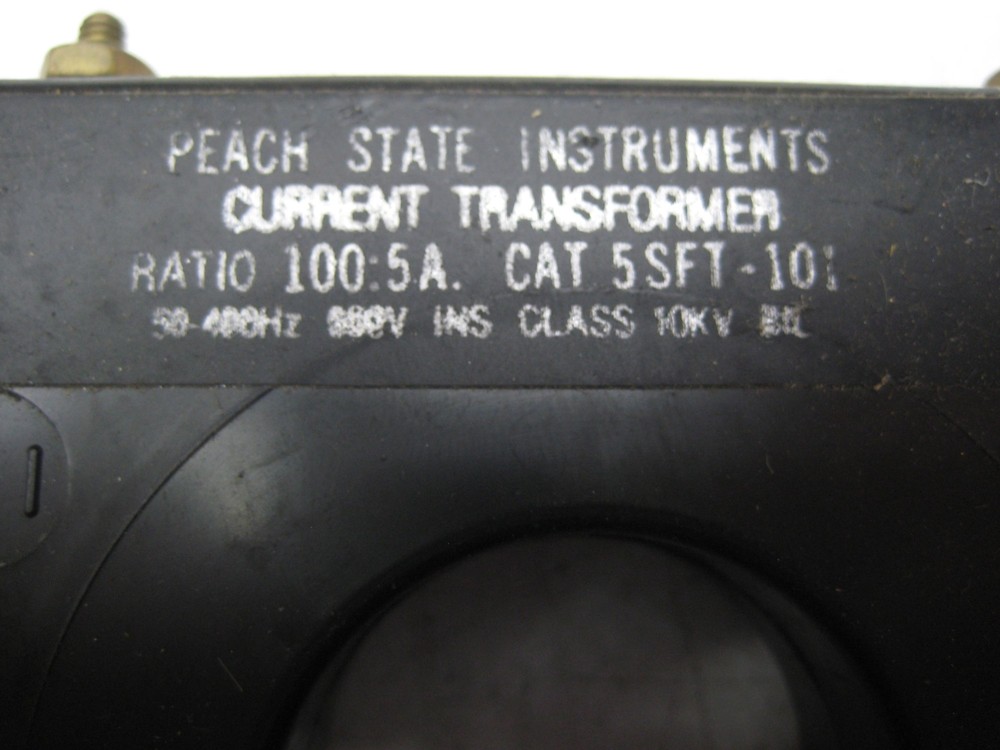 PEACH STATE INSTRUMENTS
CURRENT TRANSFORMER
RATIO 100:5A. CAT 5SFT-101
50-400Hz 600V INS CLASS 10KV BIL